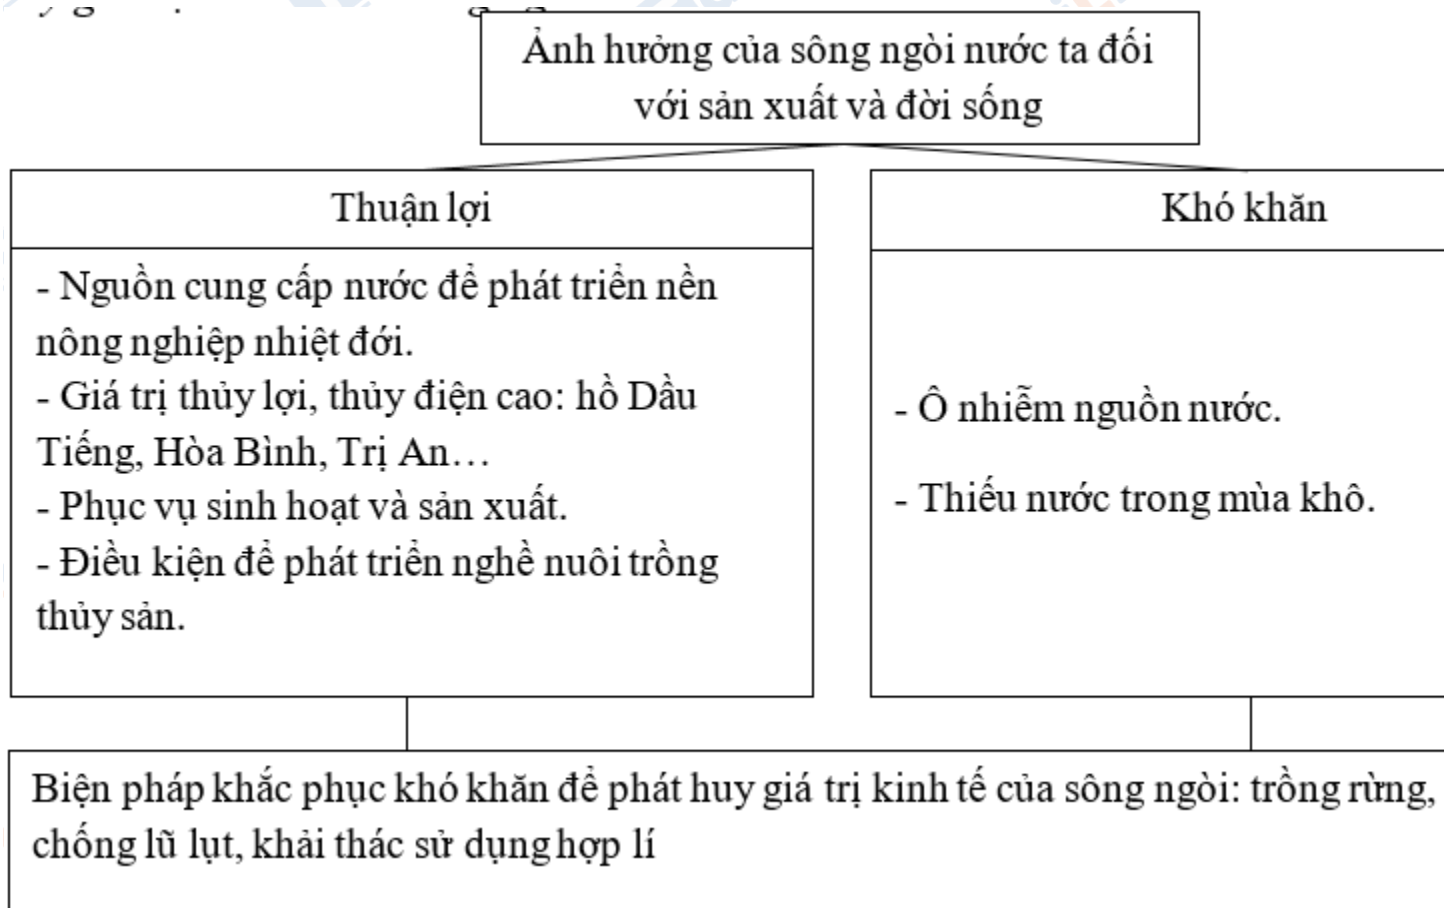 Ảnh hưởng của sông ngòi nước ta đối
với sản xuất và đời sống
Thuận lợi
- Nguồn cung cấp nước để phát triển nền
nông nghiệp nhiệt đới.
- Giá trị thủy lợi, thủy điện cao: hồ Dầu
Tiếng, Hòa Bình, Trị An…
- Phục vụ sinh hoạt và sản xuất.
- Điều kiện để phát triển nghề nuôi trồng
thủy sản.
Khó khăn
- Ô nhiễm nguồn nước.
- Thiếu nước trong mùa khô.
Biện pháp khắc phục khó khăn để phát huy giá trị kinh tế của sông ngòi: trồng rừng,
chống lũ lụt, khải thác sử dụng hợp lí